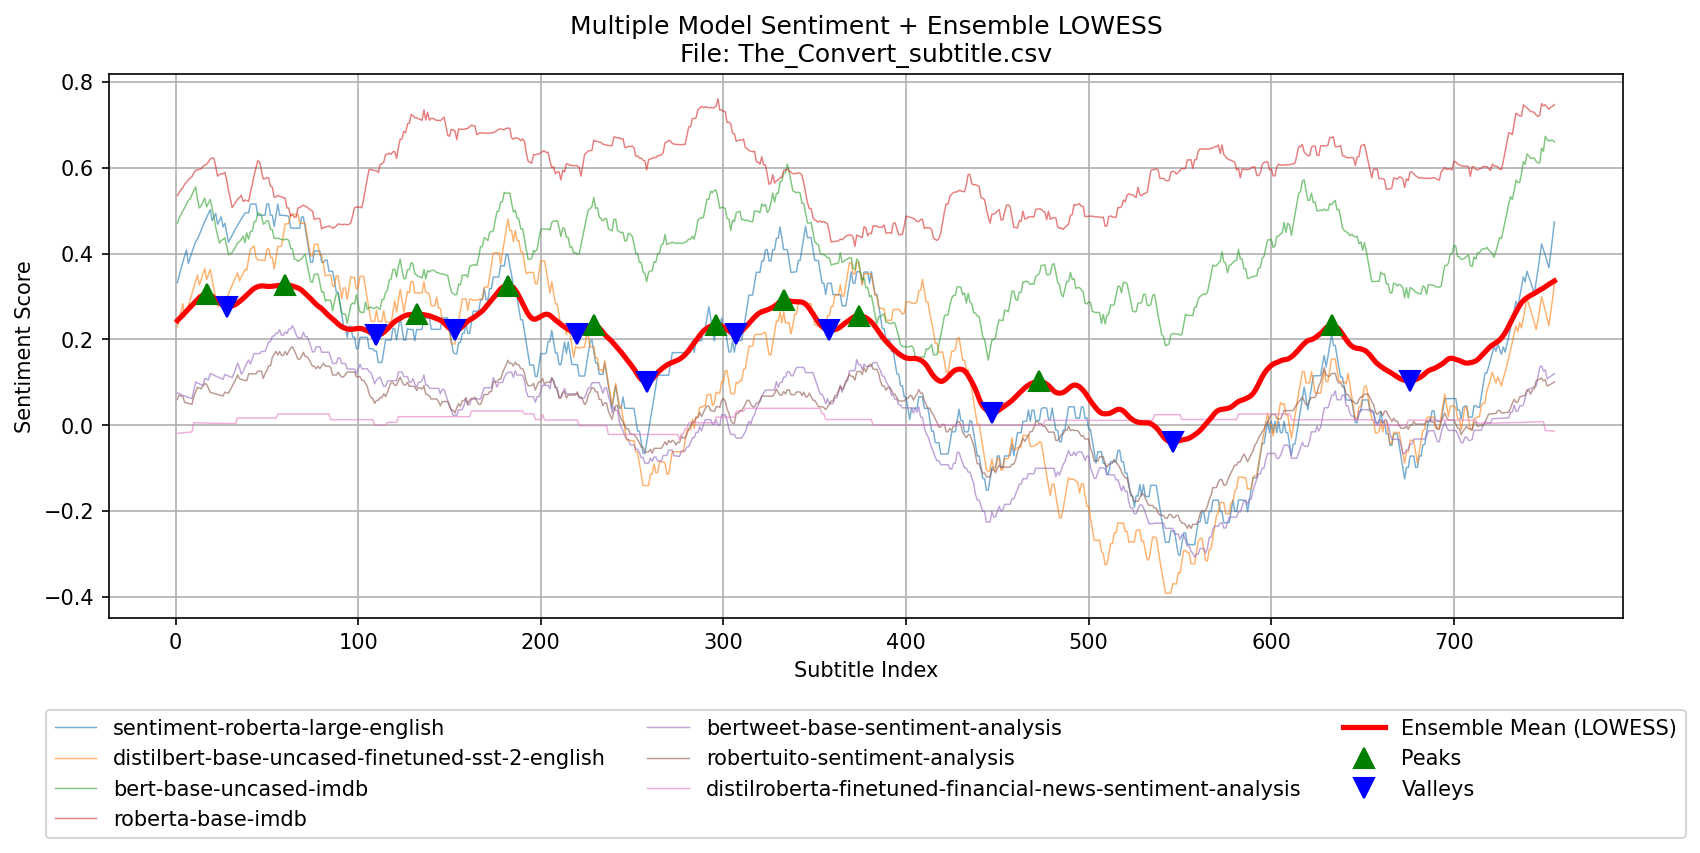 Multiple Model Sentiment + Ensemble LOWESS
File: The_Convert_subtitle.csv
Sentiment Score
0.8
0.6
0.4
0.2
0.0
−0.2
−0.4
0 100 200 300 400 500 600 700
Subtitle Index
sentiment-roberta-large-english
distilbert-base-uncased-finetuned-sst-2-english
bert-base-uncased-imdb
roberta-base-imdb
bertweet-base-sentiment-analysis
robertuito-sentiment-analysis
distilroberta-finetuned-financial-news-sentiment-analysis
Ensemble Mean (LOWESS)
Peaks
Valleys